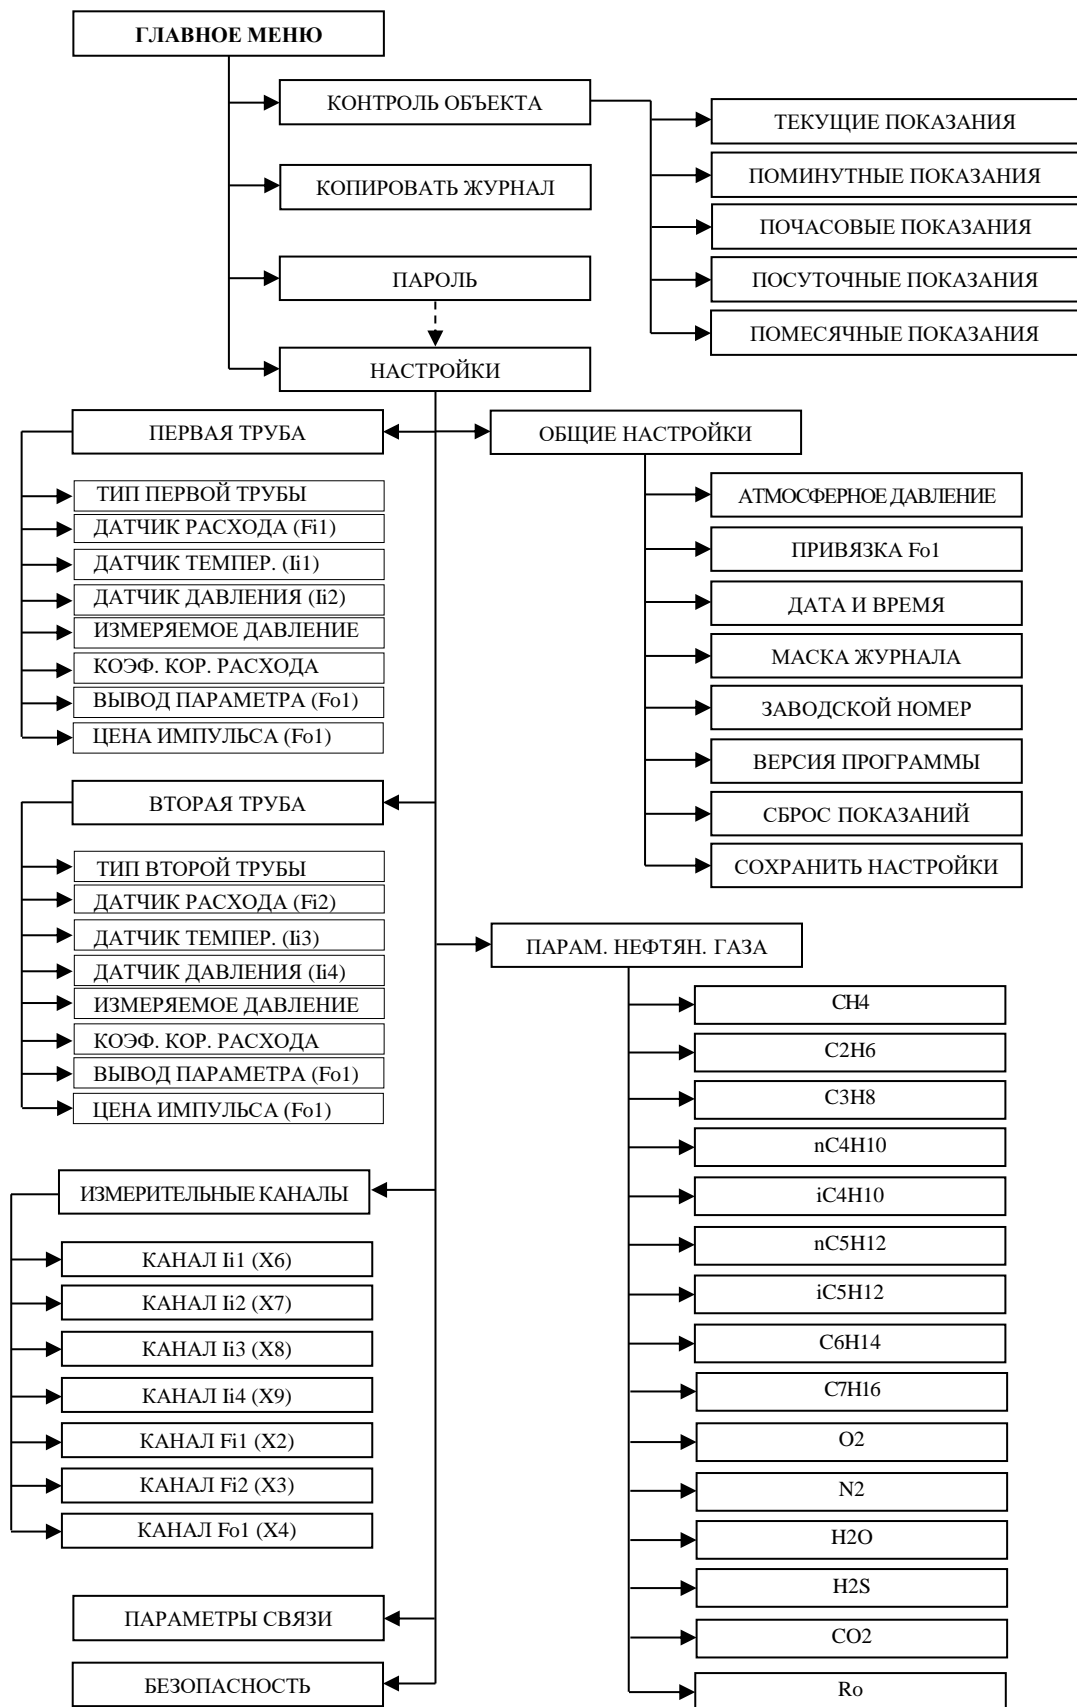 ГЛАВНОЕ МЕНЮ
КОНТРОЛЬ ОБЪЕКТА
ТЕКУЩИЕ ПОКАЗАНИЯ
ПОМИНУТНЫЕ ПОКАЗАНИЯ
ПОЧАСОВЫЕ ПОКАЗАНИЯ
ПОСУТОЧНЫЕ ПОКАЗАНИЯ
ПОМЕСЯЧНЫЕ ПОКАЗАНИЯ
КОПИРОВАТЬ ЖУРНАЛ
ПАРОЛЬ
НАСТРОЙКИ
ПЕРВАЯ ТРУБА
ТИП ПЕРВОЙ ТРУБЫ
ДАТЧИК РАСХОДА (Fi1)
ДАТЧИК ТЕМПЕР. (Ii1)
ДАТЧИК ДАВЛЕНИЯ (Ii2)
ИЗМЕРЯЕМОЕ ДАВЛЕНИЕ
КОЭФ. КОР. РАСХОДА
ВЫВОД ПАРАМЕТРА (Fo1)
ЦЕНА ИМПУЛЬСА (Fo1)
ВТОРАЯ ТРУБА
ТИП ВТОРОЙ ТРУБЫ
ДАТЧИК РАСХОДА (Fi2)
ДАТЧИК ТЕМПЕР. (Ii3)
ДАТЧИК ДАВЛЕНИЯ (Ii4)
ИЗМЕРЯЕМОЕ ДАВЛЕНИЕ
КОЭФ. КОР. РАСХОДА
ВЫВОД ПАРАМЕТРА (Fo1)
ЦЕНА ИМПУЛЬСА (Fo1)
ИЗМЕРИТЕЛЬНЫЕ КАНАЛЫ
КАНАЛ Ii1 (X6)
КАНАЛ Ii2 (X7)
КАНАЛ Ii3 (X8)
КАНАЛ Ii4 (X9)
КАНАЛ Fi1 (X2)
КАНАЛ Fi2 (X3)
КАНАЛ Fo1 (X4)
ПАРАМЕТРЫ СВЯЗИ
БЕЗОПАСНОСТЬ
ОБЩИЕ НАСТРОЙКИ
АТМОСФЕРНОЕ ДАВЛЕНИЕ
ПРИВЯЗКА Fo1
ДАТА И ВРЕМЯ
МАСКА ЖУРНАЛА
ЗАВОДСКОЙ НОМЕР
ВЕРСИЯ ПРОГРАММЫ
СБРОС ПОКАЗАНИЙ
СОХРАНИТЬ НАСТРОЙКИ
ПАРАМ. НЕФТЯН. ГАЗА
CH4
C2H6
C3H8
nC4H10
iC4H10
nC5H12
iC5H12
C6H14
C7H16
O2
N2
H2O
H2S
CO2
Ro